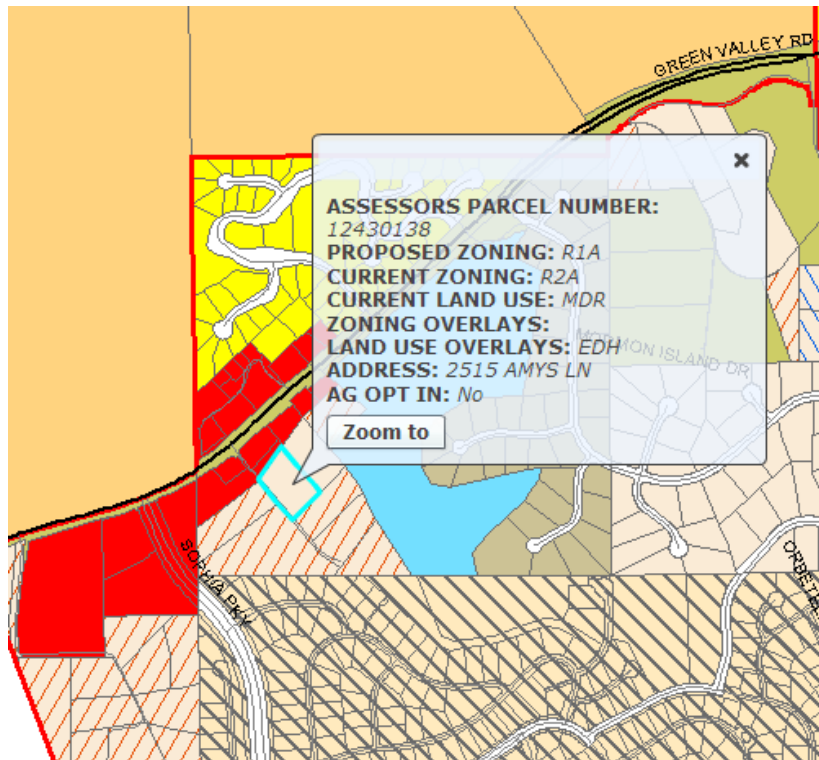 GREEN VALLEY RD
ASSESSORS PARCEL NUMBER:
12430138
PROPOSED ZONING: R1A
CURRENT ZONING: R2A
CURRENT LAND USE: MDR
ZONING OVERLAYS:
LAND USE OVERLAYS: EDH
ADDRESS: 2515 AMYS LN
AG OPT IN: No
Zoom to
MORMON ISLAND DR
SOPHIA PKY